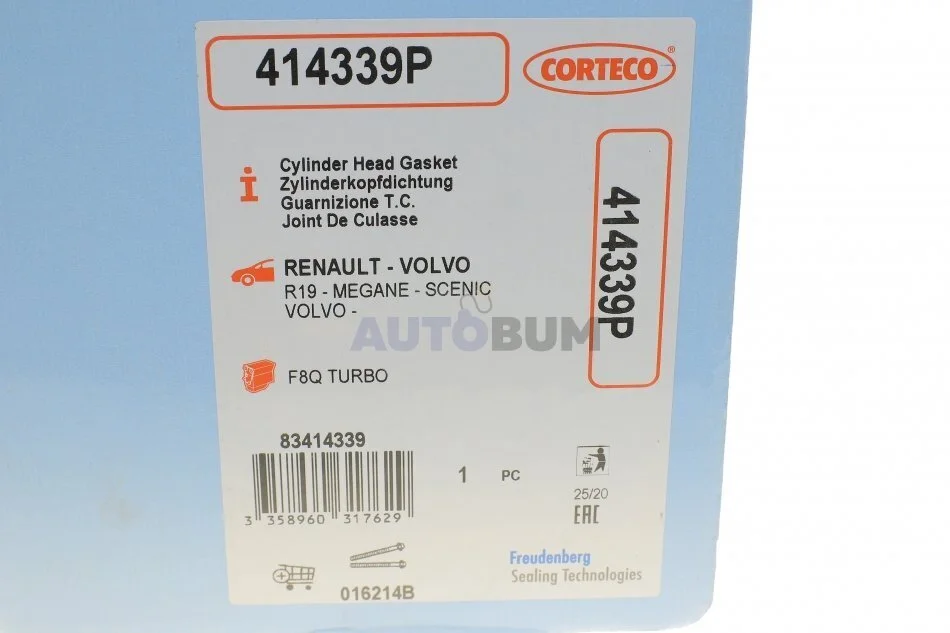 414339P
CORTECO®
Cylinder Head Gasket
Zylinderkopfdichtung
Guarnizione T.C.
Joint De Culasse
414339P
RENAULT - VOLVO
R19 - MEGANE - SCENIC
VOLVO -
AUTOBUM
F8Q TURBO
83414339
3 358960 317629
1 PC
25/20
EAC
016214B
Freudenberg
Sealing Technologies